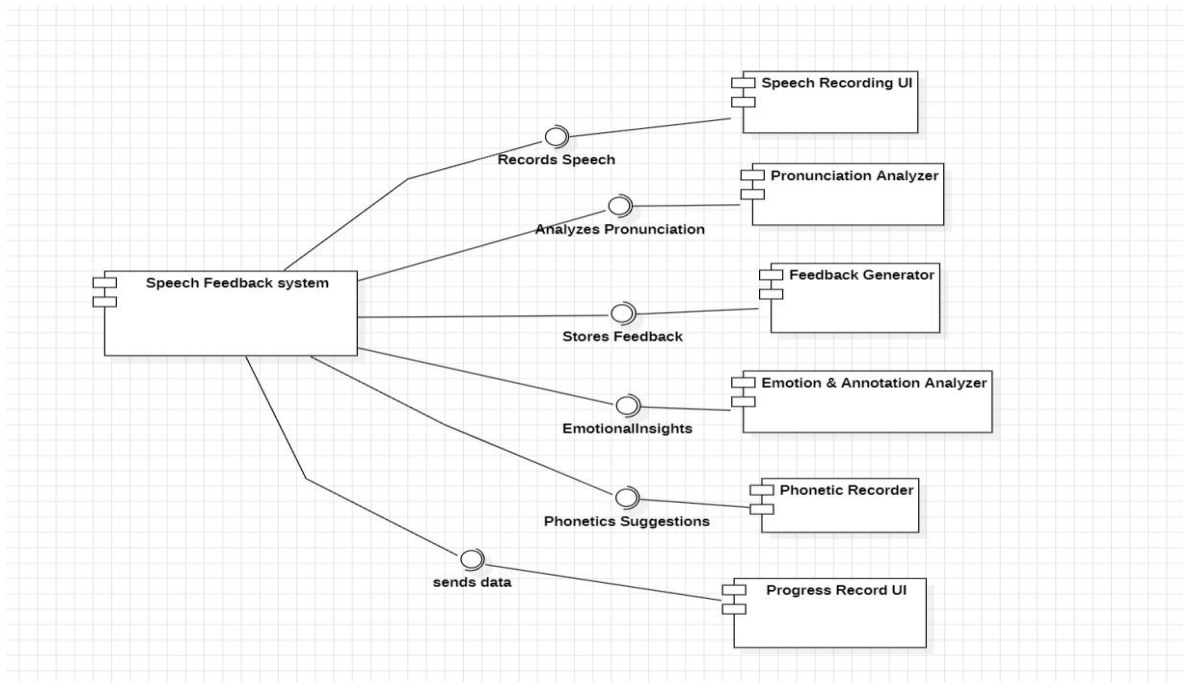 Speech Recording UI
Records Speech
Pronunciation Analyzer
Analyzes Pronunciation
Speech Feedback system
Feedback Generator
Stores Feedback
Emotion & Annotation Analyzer
EmotionalInsights
Phonetic Recorder
Phonetics Suggestions
sends data
Progress Record UI